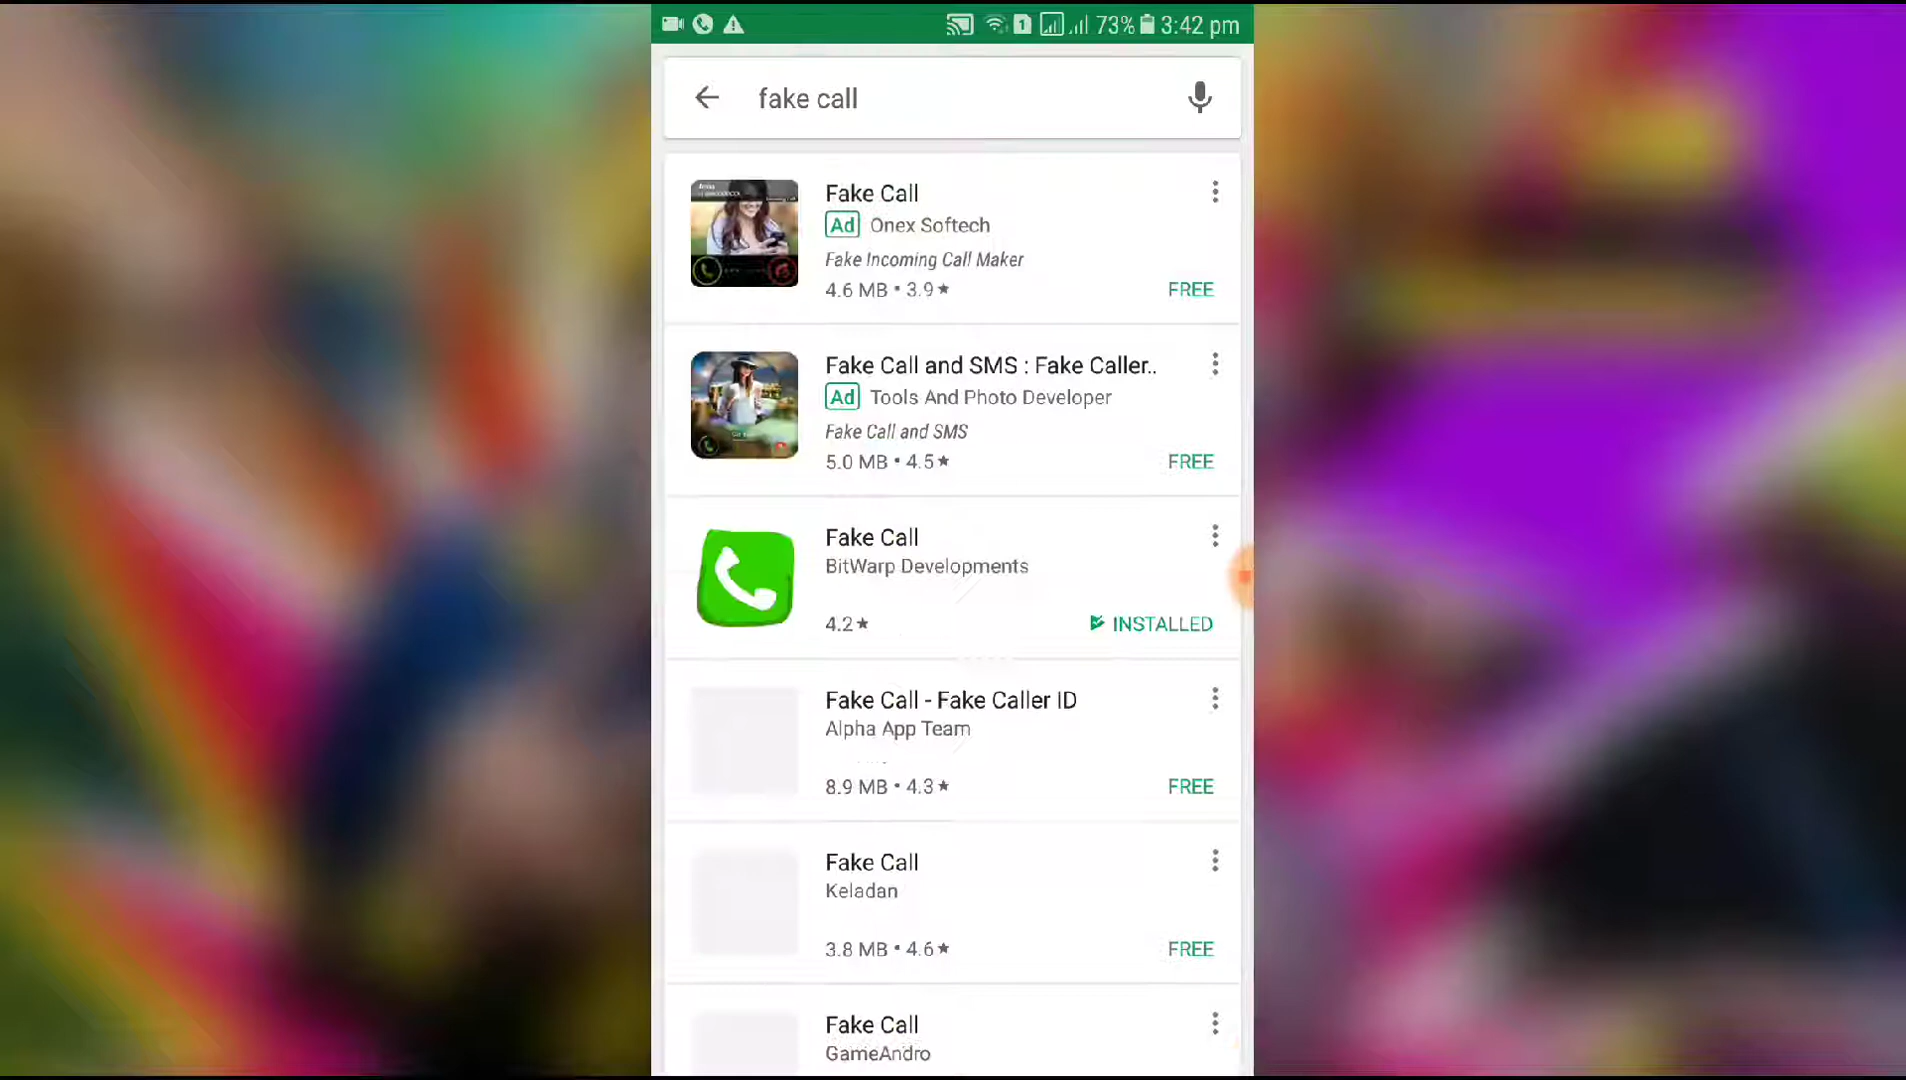 73% 3:42 pm
fake call
Fake Call
Ad Onex Softech
Fake Incoming Call Maker
4.6 MB • 3.9★
FREE
Fake Call and SMS : Fake Caller..
Ad Tools And Photo Developer
Fake Call and SMS
5.0 MB • 4.5★
FREE
Fake Call
BitWarp Developments
4.2★
INSTALLED
Fake Call - Fake Caller ID
Alpha App Team
8.9 MB • 4.3★
FREE
Fake Call
Keladan
3.8 MB • 4.6★
FREE
Fake Call
GameAndro